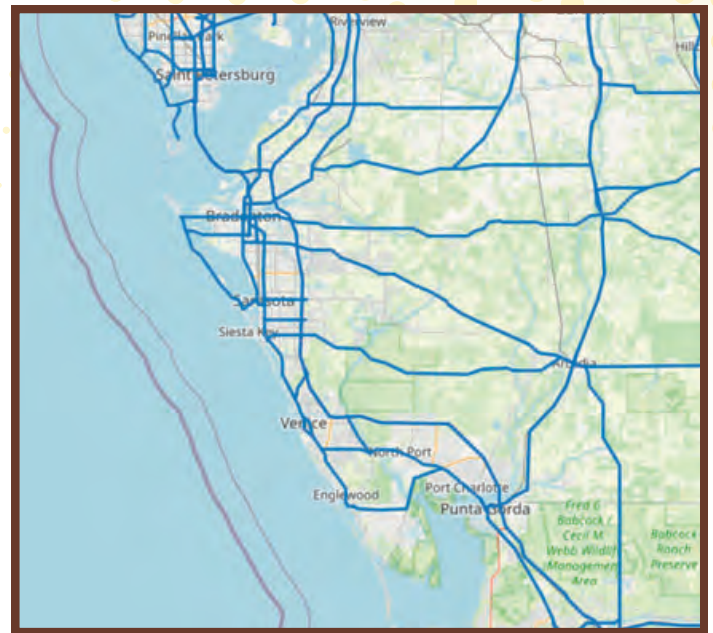 Riverview
Pinellas Park
Saint Petersburg
Hill
Bradenton
Sarasota
Siesta Key
Arcadia
Venice
North Port
Englewood
Port Charlotte
Punta Gorda
Fred C
Babcock /
Cecil M
Webb Wildlife
Management
Area
Babcock
Ranch
Preserve